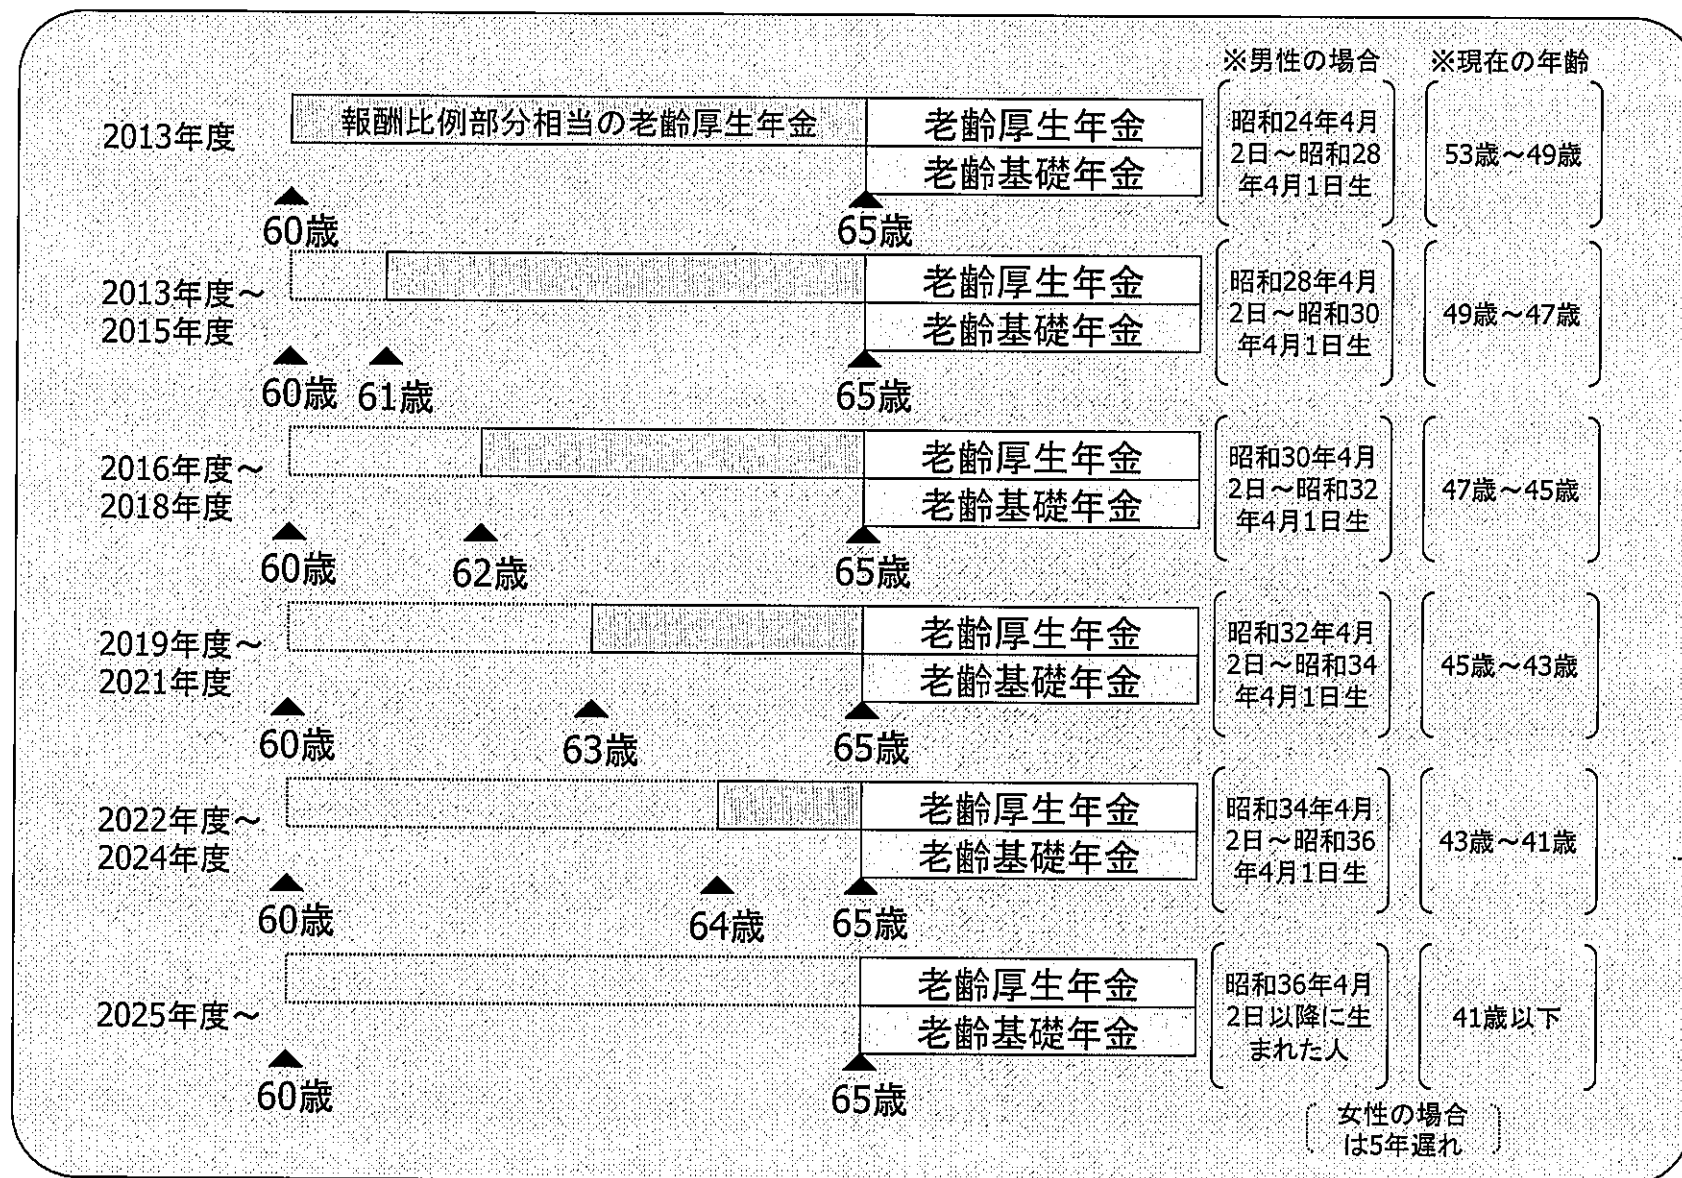 ※男性の場合
※現在の年齢
2013年度
報酬比例部分相当の老齢厚生年金
老齢厚生年金
老齢基礎年金
▲
60歳
▲
65歳
昭和24年4月
2日～昭和28
年4月1日生
53歳～49歳
2013年度～
2015年度
老齢厚生年金
老齢基礎年金
▲
60歳
▲
61歳
▲
65歳
昭和28年4月
2日～昭和30
年4月1日生
49歳～47歳
2016年度～
2018年度
老齢厚生年金
老齢基礎年金
▲
60歳
▲
62歳
▲
65歳
昭和30年4月
2日～昭和32
年4月1日生
47歳～45歳
2019年度～
2021年度
老齢厚生年金
老齢基礎年金
▲
60歳
▲
63歳
▲
65歳
昭和32年4月
2日～昭和34
年4月1日生
45歳～43歳
2022年度～
2024年度
老齢厚生年金
老齢基礎年金
▲
60歳
▲
64歳
▲
65歳
昭和34年4月
2日～昭和36
年4月1日生
43歳～41歳
2025年度～
老齢厚生年金
老齢基礎年金
▲
60歳
▲
65歳
昭和36年4月
2日以降に生
まれた人
41歳以下
女性の場合
は5年遅れ